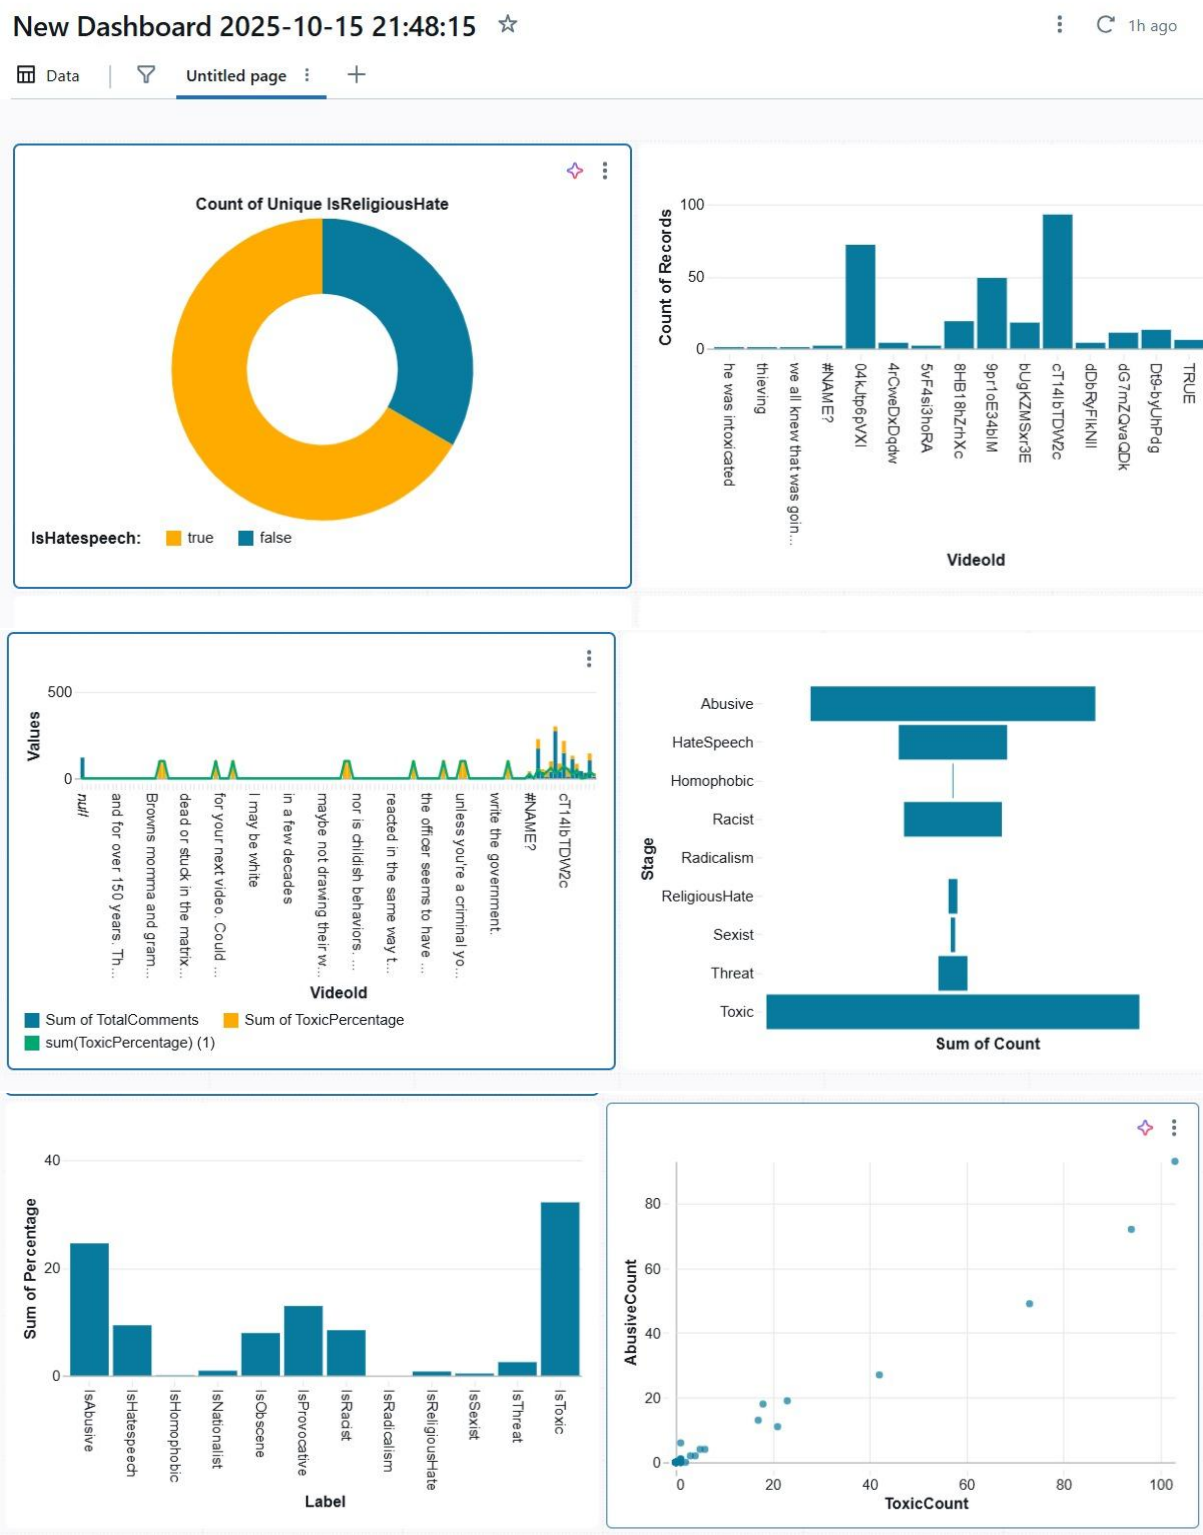 New Dashboard 2025-10-15 21:48:15
1h ago
Data
Untitled page
Count of Unique IsReligiousHate
IsHatespeech:
true
false
Count of Records
100
50
0
he was intoxicated
thieving
we all knew that was goin...
#NAME?
04kJtp6pVXI
4rCweDxDqdw
5vF4si3hoRA
8HB18hZrhXc
9pr1oE34bIM
bUgKZMSxr3E
cT14IbTDW2c
dDbRyFIkNII
dG7mZQvaQDk
Dt9-byUhPdg
TRUE
VideoId
Values
500
0
null
and for over 150 years. Th...
Browns momma and gram...
dead or stuck in the matrix...
for your next video. Could ...
I may be white
in a few decades
maybe not drawing their w...
nor is childish behaviors. ...
reacted in the same way t...
the officer seems to have ...
unless you're a criminal yo...
write the government.
#NAME?
cT14IbTDW2c
VideoId
Sum of TotalComments
Sum of ToxicPercentage
sum(ToxicPercentage) (1)
Stage
Abusive
HateSpeech
Homophobic
Racist
Radicalism
ReligiousHate
Sexist
Threat
Toxic
Sum of Count
Sum of Percentage
40
20
0
IsAbusive
IsHatespeech
IsHomophobic
IsNationalist
IsObscene
IsProvocative
IsRacist
IsRadicalism
IsReligiousHate
IsSexist
IsThreat
IsToxic
Label
AbusiveCount
80
60
40
20
0
0
20
40
60
80
100
ToxicCount